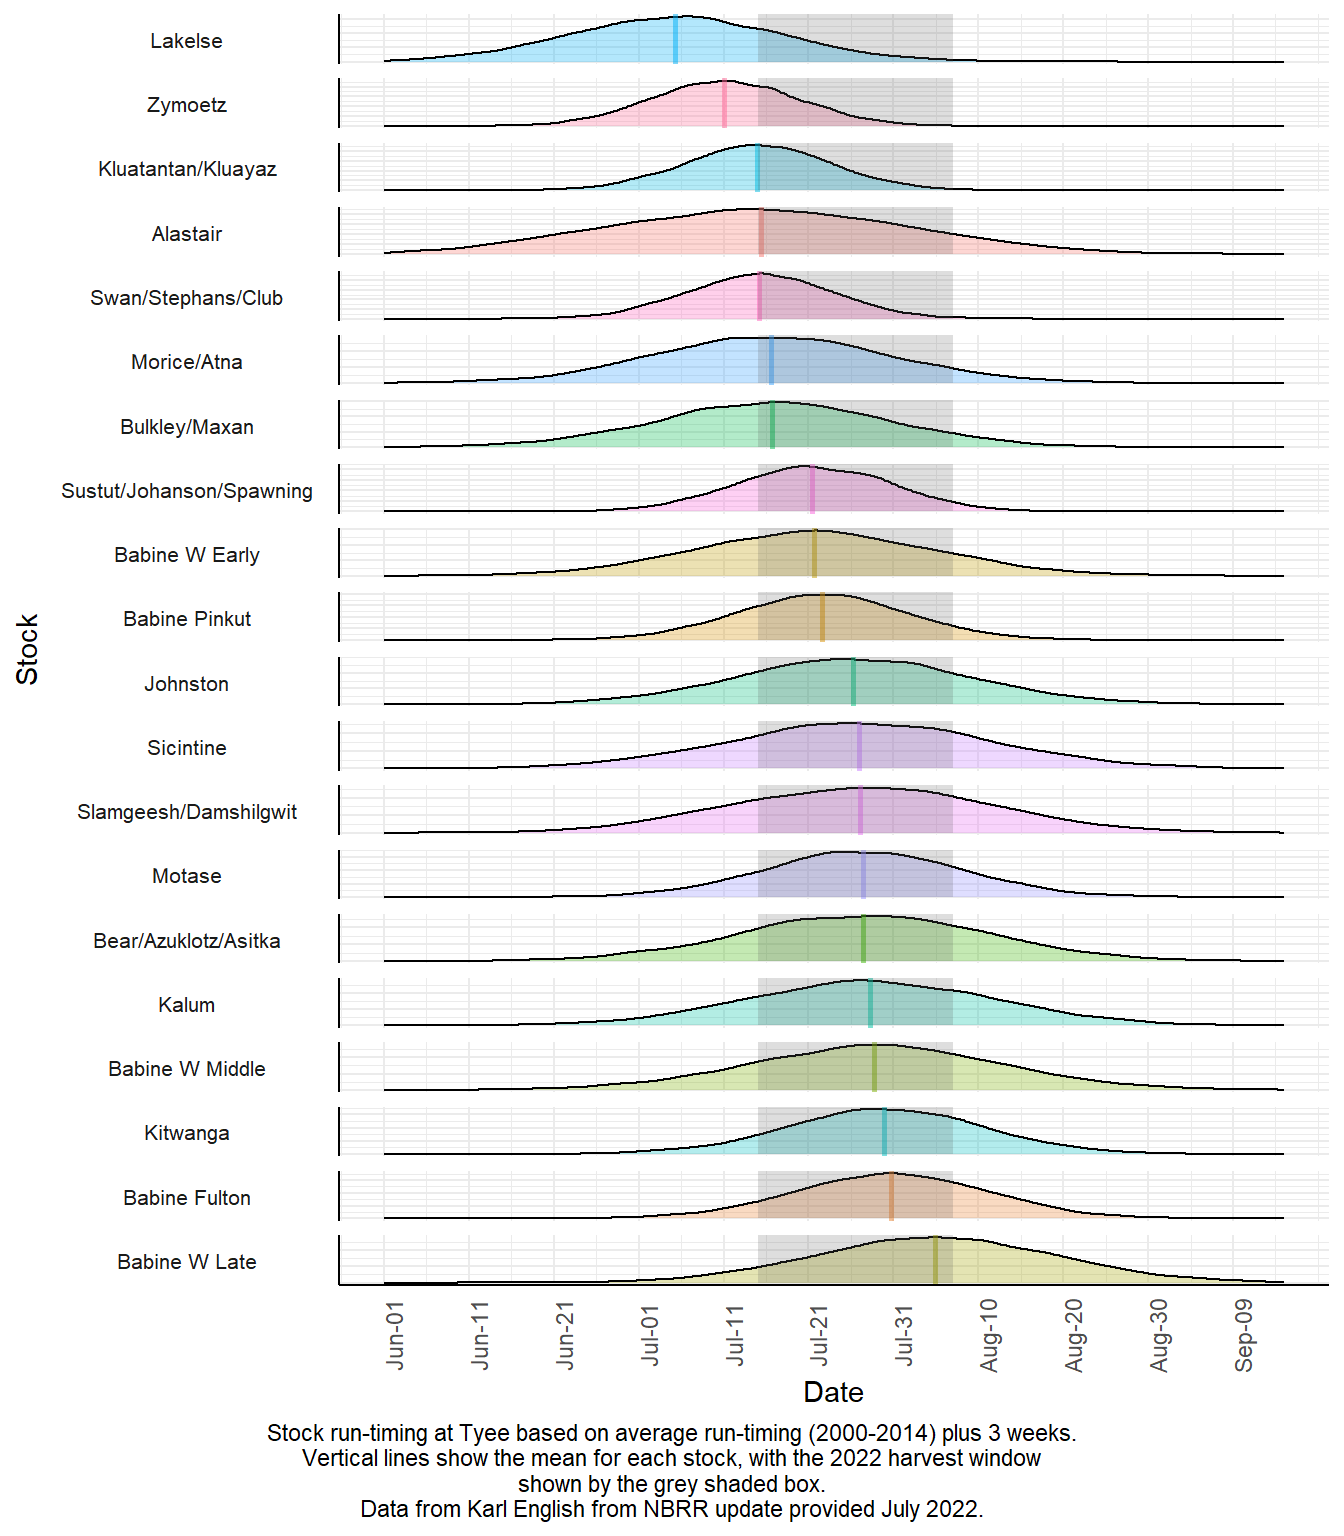 Lakelse
Zymoetz
Kluatantan/Kluayaz
Alastair
Swan/Stephans/Club
Morice/Atna
Bulkley/Maxan
Sustut/Johanson/Spawning
Babine W Early
Babine Pinkut
Johnston
Sicintine
Slamgeesh/Damshilgwit
Motase
Bear/Azuklotz/Asitka
Kalum
Babine W Middle
Kitwanga
Babine Fulton
Babine W Late
Stock
Jun-01
Jun-11
Jun-21
Jul-01
Jul-11
Jul-21
Jul-31
Aug-10
Aug-20
Aug-30
Sep-09
Date
Stock run-timing at Tyee based on average run-timing (2000-2014) plus 3 weeks.
Vertical lines show the mean for each stock, with the 2022 harvest window
shown by the grey shaded box.
Data from Karl English from NBRR update provided July 2022.